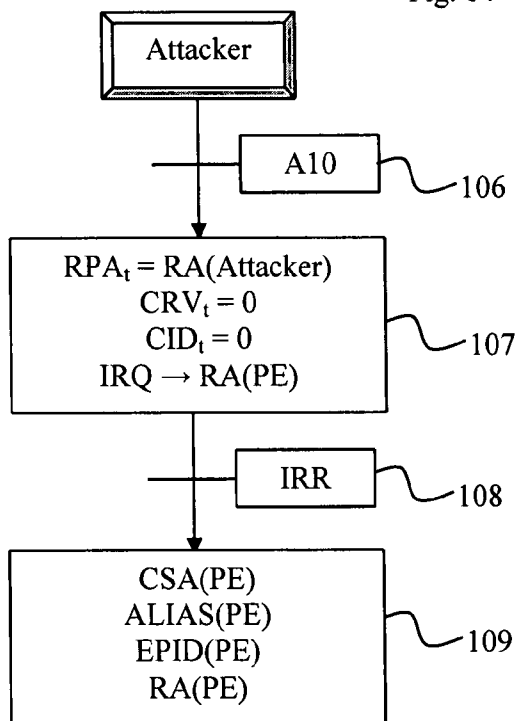 Attacker
A10
106
RPAt = RA(Attacker)
CRVt = 0
CIDt = 0
IRQ → RA(PE)
107
IRR
108
CSA(PE)
ALIAS(PE)
EPID(PE)
RA(PE)
109